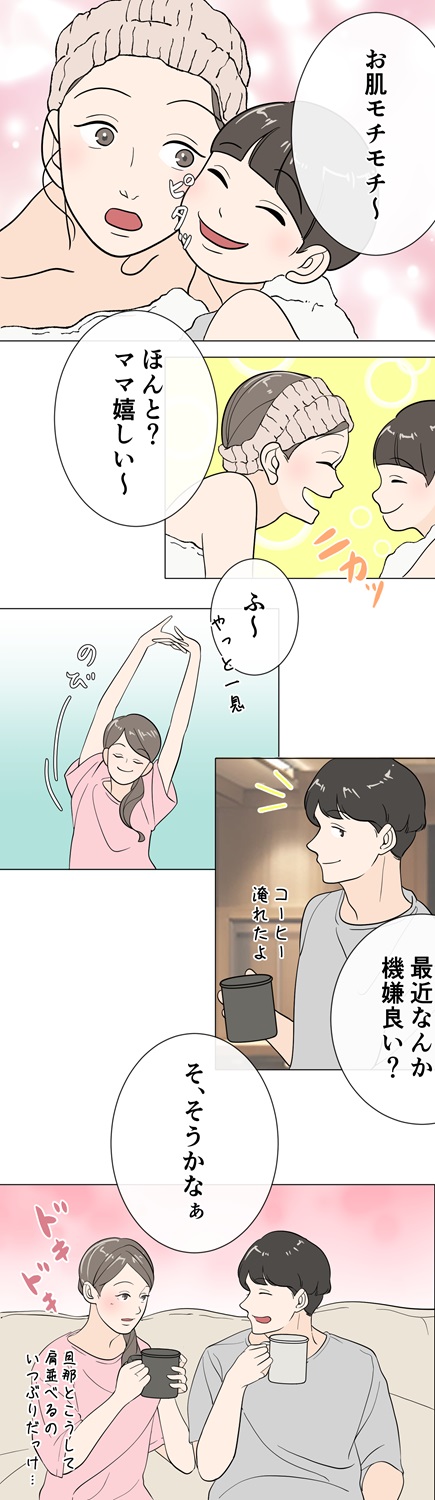 お肌モチモチ〜
ピタッ
ほんと？
ママ嬉しい〜
ニカッ
ふ〜
やっと一息
のび
コーヒー
淹れたよ
最近なんか
機嫌良い？
そ、そうかなぁ
ドキ
ドキ
旦那とこうして
肩並べるの
いつぶりだっけ…